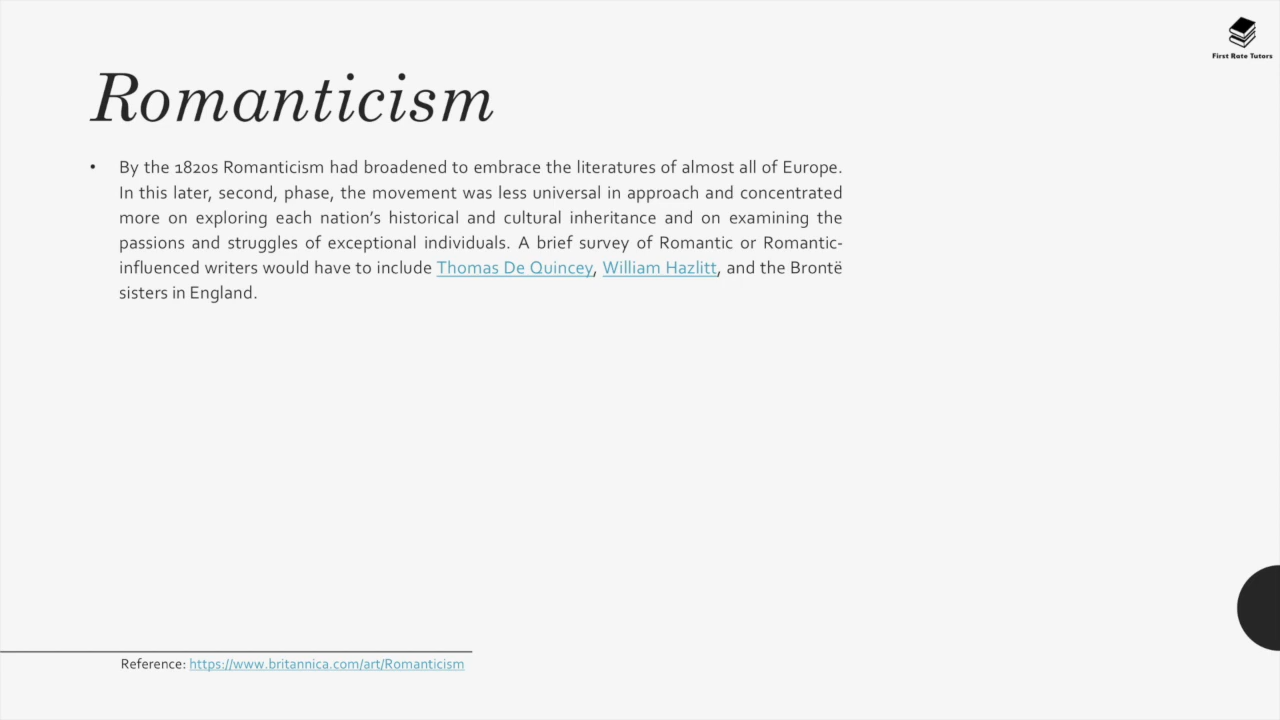 First Rate Tutors
Romanticism
• By the 1820s Romanticism had broadened to embrace the literatures of almost all of Europe.
In this later, second, phase, the movement was less universal in approach and concentrated
more on exploring each nation’s historical and cultural inheritance and on examining the
passions and struggles of exceptional individuals. A brief survey of Romantic or Romantic-
influenced writers would have to include Thomas De Quincey, William Hazlitt, and the Brontë
sisters in England.
Reference: https://www.britannica.com/art/Romanticism